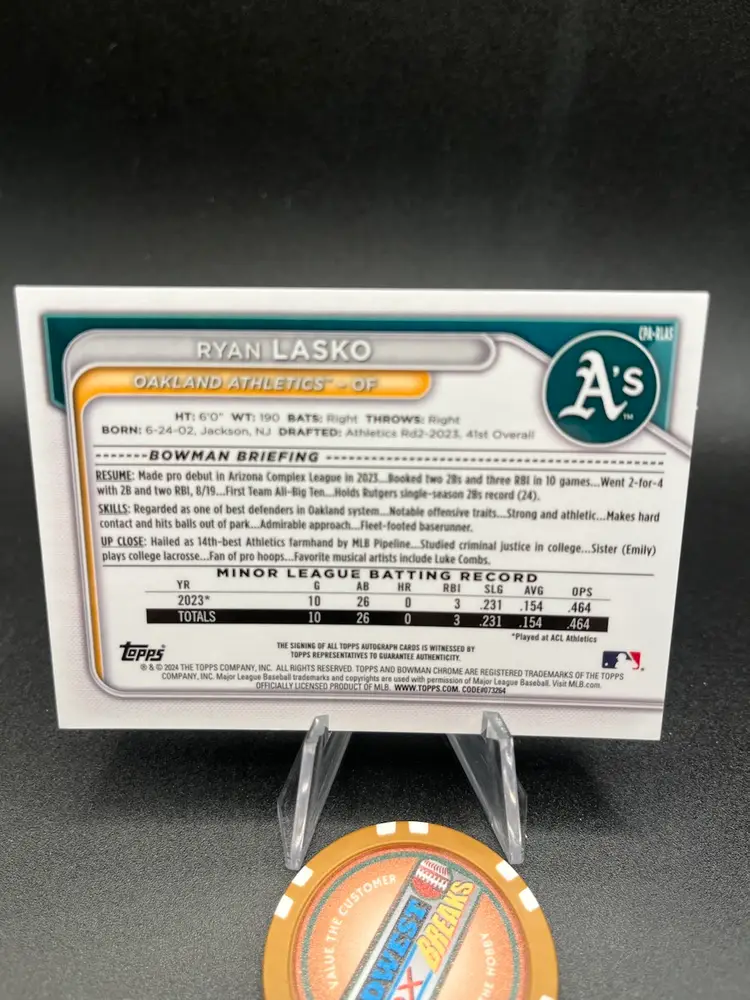 CPA-RLAS
RYAN LASKO
OAKLAND ATHLETICS™ – OF
A's
HT: 6'0" WT: 190 BATS: Right THROWS: Right
BORN: 6-24-02, Jackson, NJ DRAFTED: Athletics Rd2-2023, 41st Overall
BOWMAN BRIEFING
RESUME: Made pro debut in Arizona Complex League in 2023...Booked two 2Bs and three RBI in 10 games...Went 2-for-4
with 2B and two RBI, 8/19...First Team All-Big Ten...Holds Rutgers single-season 2Bs record (24).
SKILLS: Regarded as one of best defenders in Oakland system...Notable offensive traits...Strong and athletic...Makes hard
contact and hits balls out of park...Admirable approach...Fleet-footed baserunner.
UP CLOSE: Hailed as 14th-best Athletics farmhand by MLB Pipeline...Studied criminal justice in college...Sister (Emily)
plays college lacrosse...Fan of pro hoops...Favorite musical artists include Luke Combs.
MINOR LEAGUE BATTING RECORD
YR G AB HR RBI SLG AVG OPS
2023* 10 26 0 3 .231 .154 .464
TOTALS 10 26 0 3 .231 .154 .464
*Played at ACL Athletics
Topps
THE SIGNING OF ALL TOPPS AUTOGRAPH CARDS IS WITNESSED BY
TOPPS REPRESENTATIVES TO GUARANTEE AUTHENTICITY.
® & © 2024 THE TOPPS COMPANY, INC. ALL RIGHTS RESERVED. TOPPS AND BOWMAN CHROME ARE REGISTERED TRADEMARKS OF THE TOPPS
COMPANY, INC. Major League Baseball trademarks and copyrights are used with permission of Major League Baseball. Visit MLB.com.
OFFICIALLY LICENSED PRODUCT OF MLB. WWW.TOPPS.COM. CODE#073264
VALUE THE CUSTOMER
BREAKS
THE HOBBY